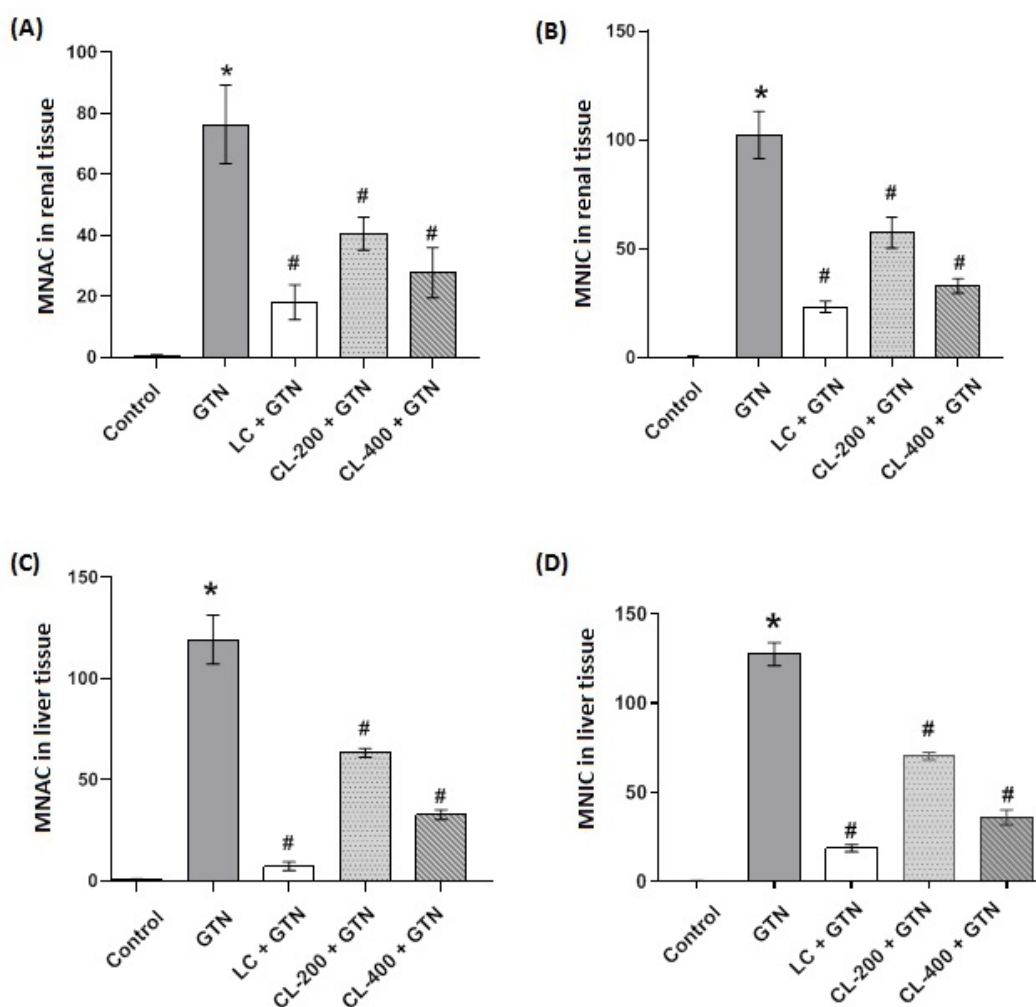 (A)
MNAC in renal tissue
100
80
60
40
20
0
*
#
#
#
Control
GTN
LC + GTN
CL-200 + GTN
CL-400 + GTN
(B)
MNIC in renal tissue
150
100
50
0
*
#
#
#
Control
GTN
LC + GTN
CL-200 + GTN
CL-400 + GTN
(C)
MNAC in liver tissue
150
100
50
0
*
#
#
#
Control
GTN
LC + GTN
CL-200 + GTN
CL-400 + GTN
(D)
MNIC in liver tissue
150
100
50
0
*
#
#
#
Control
GTN
LC + GTN
CL-200 + GTN
CL-400 + GTN